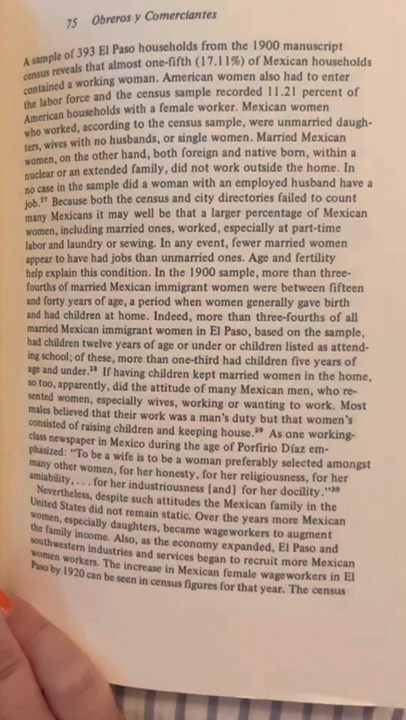 75 Obreros y Comerciantes
A sample of 393 El Paso households from the 1900 manuscript
census reveals that almost one-fifth (17.11%) of Mexican households
contained a working woman. American women also had to enter
the labor force and the census sample recorded 11.21 percent of
American households with a female worker. Mexican women
who worked, according to the census sample, were unmarried daugh-
ters, wives with no husbands, or single women. Married Mexican
women, on the other hand, both foreign and native born, within a
nuclear or an extended family, did not work outside the home. In
no case in the sample did a woman with an employed husband have a
job.²⁷ Because both the census and city directories failed to count
many Mexicans it may well be that a larger percentage of Mexican
women, including married ones, worked, especially at part-time
labor and laundry or sewing. In any event, fewer married women
appear to have had jobs than unmarried ones. Age and fertility
help explain this condition. In the 1900 sample, more than three-
fourths of married Mexican immigrant women were between fifteen
and forty years of age, a period when women generally gave birth
and had children at home. Indeed, more than three-fourths of all
married Mexican immigrant women in El Paso, based on the sample,
had children twelve years of age or under or children listed as attend-
ing school; of these, more than one-third had children five years of
age and under.²⁸ If having children kept married women in the home,
so too, apparently, did the attitude of many Mexican men, who re-
sented women, especially wives, working or wanting to work. Most
males believed that their work was a man's duty but that women's
consisted of raising children and keeping house.²⁹ As one working-
class newspaper in Mexico during the age of Porfirio Díaz em-
phasized: "To be a wife is to be a woman preferably selected amongst
many other women, for her honesty, for her religiousness, for her
amiability, . . . for her industriousness [and] for her docility."³⁰
Nevertheless, despite such attitudes the Mexican family in the
United States did not remain static. Over the years more Mexican
women, especially daughters, became wageworkers to augment
the family income. Also, as the economy expanded, El Paso and
southwestern industries and services began to recruit more Mexican
women workers. The increase in Mexican female wageworkers in El
Paso by 1920 can be seen in census figures for that year. The census